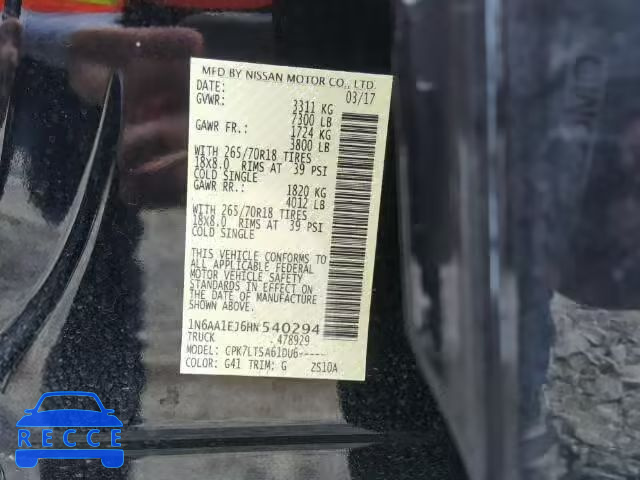 MFD BY NISSAN MOTOR CO., LTD.
DATE: 03/17
GVWR: 3311 KG
7300 LB
GAWR FR.: 1724 KG
3800 LB
WITH 265/70R18 TIRES
18X8.0 RIMS AT 39 PSI
COLD SINGLE
GAWR RR.: 1820 KG
4012 LB
WITH 265/70R18 TIRES
18X8.0 RIMS AT 39 PSI
COLD SINGLE
THIS VEHICLE CONFORMS TO
ALL APPLICABLE FEDERAL
MOTOR VEHICLE SAFETY
STANDARDS IN EFFECT ON
THE DATE OF MANUFACTURE
SHOWN ABOVE.
1N6AA1EJ6HN540294
TRUCK 478929
MODEL: CPK7LTSA61DU6-----
COLOR: G41 TRIM: G ZS10A
RECCE